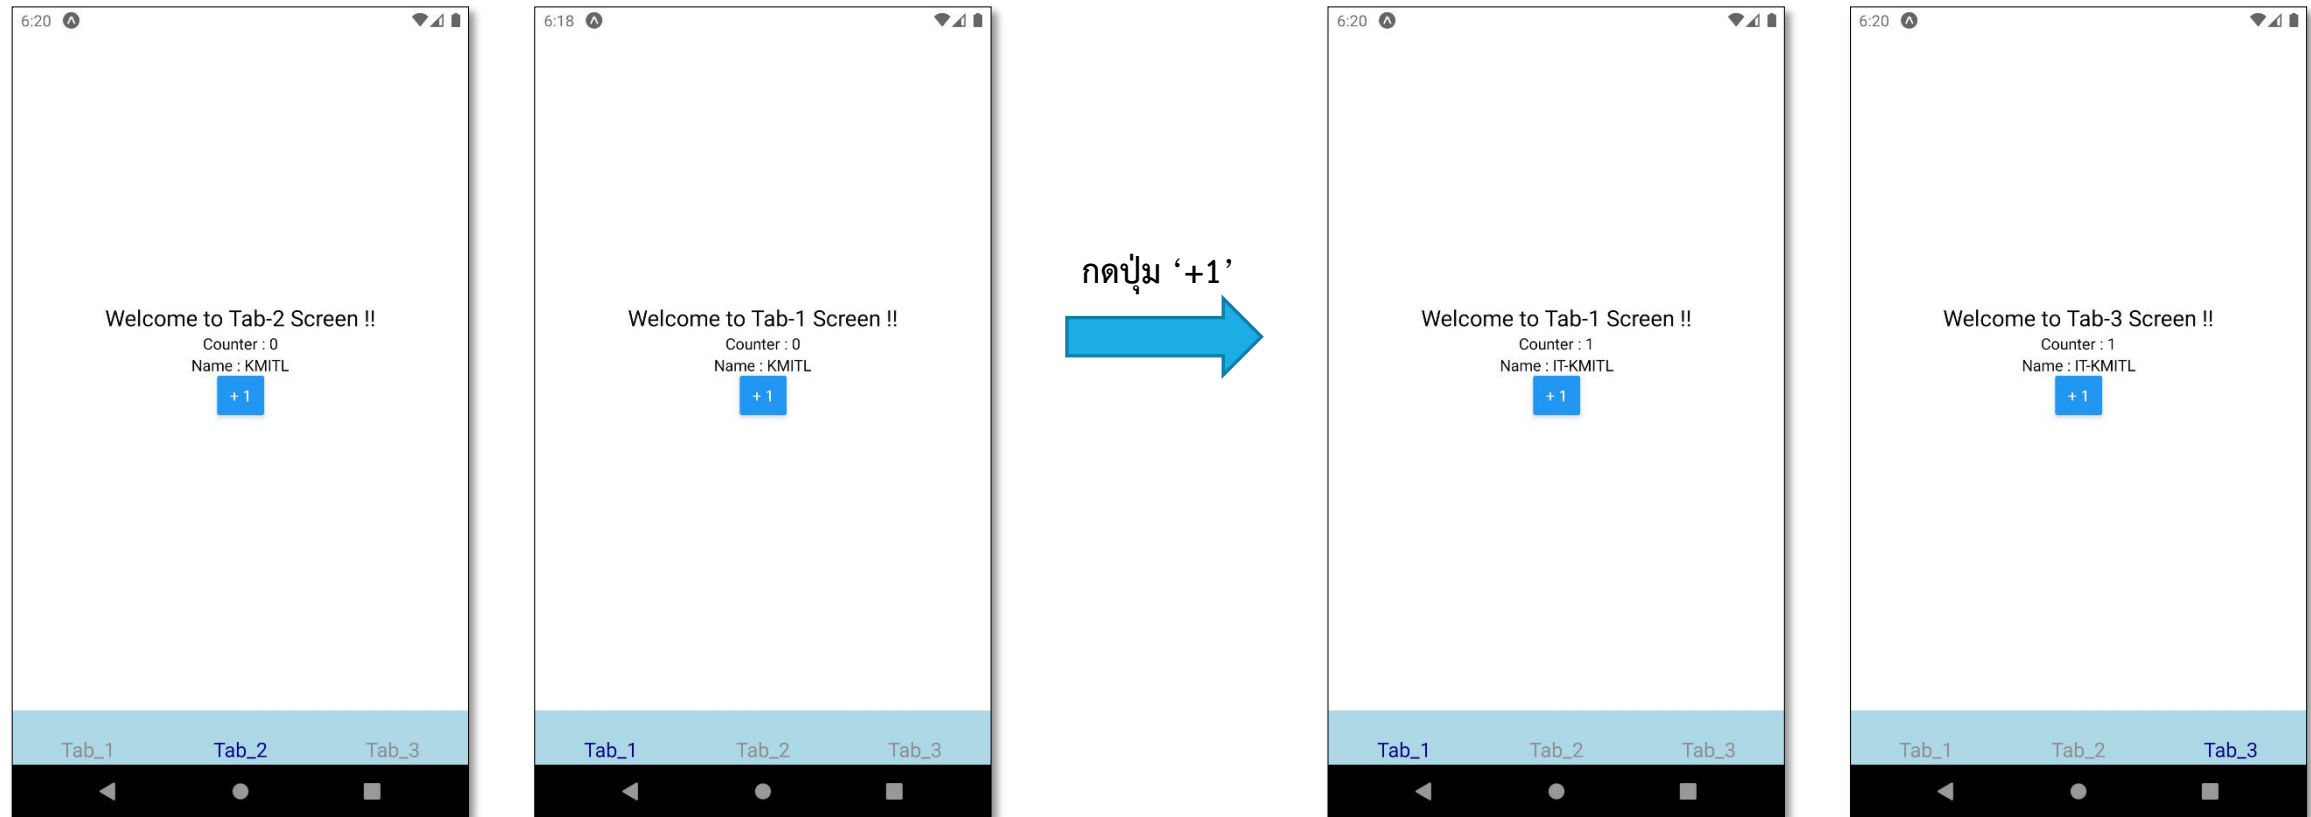 6:20
Welcome to Tab-2 Screen !!
Counter : 0
Name : KMITL
+ 1
Tab_1 Tab_2 Tab_3
6:18
Welcome to Tab-1 Screen !!
Counter : 0
Name : KMITL
+ 1
Tab_1 Tab_2 Tab_3
กดปุ่ม ‘+1’
6:20
Welcome to Tab-1 Screen !!
Counter : 1
Name : IT-KMITL
+ 1
Tab_1 Tab_2 Tab_3
6:20
Welcome to Tab-3 Screen !!
Counter : 1
Name : IT-KMITL
+ 1
Tab_1 Tab_2 Tab_3